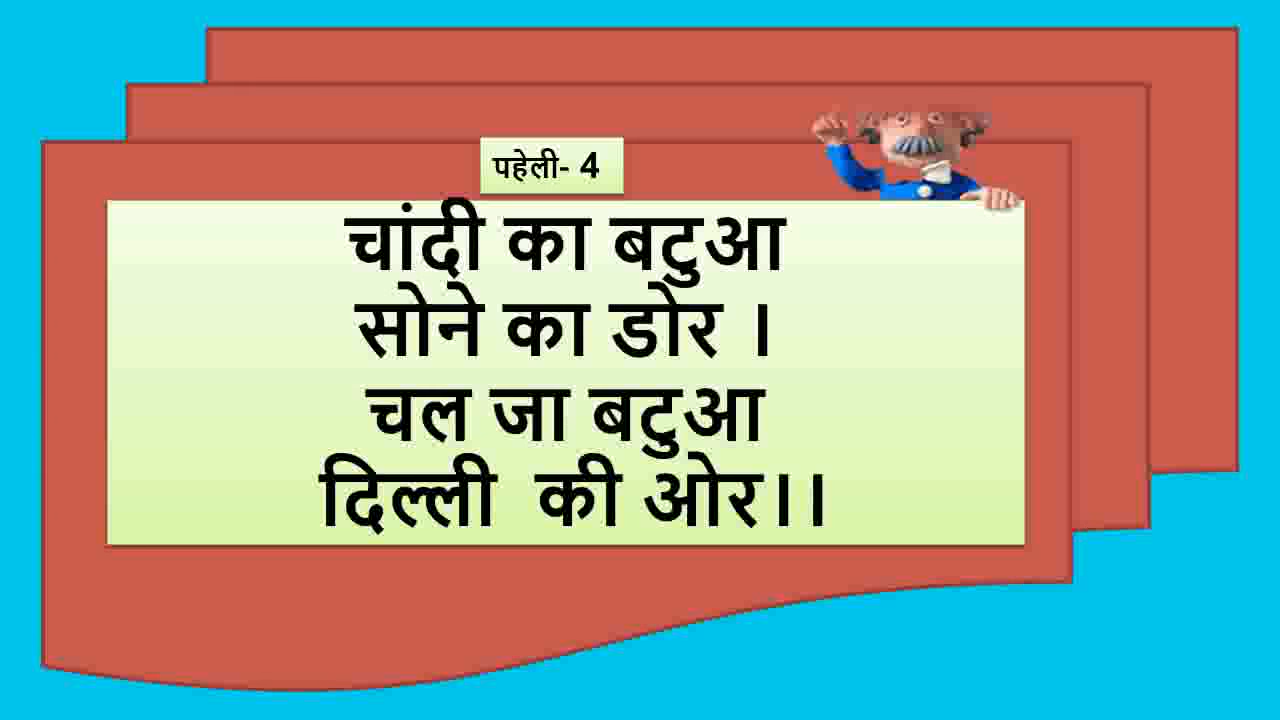 पहेली- 4
चांदी का बटुआ
सोने का डोर ।
चल जा बटुआ
दिल्ली की ओर।।